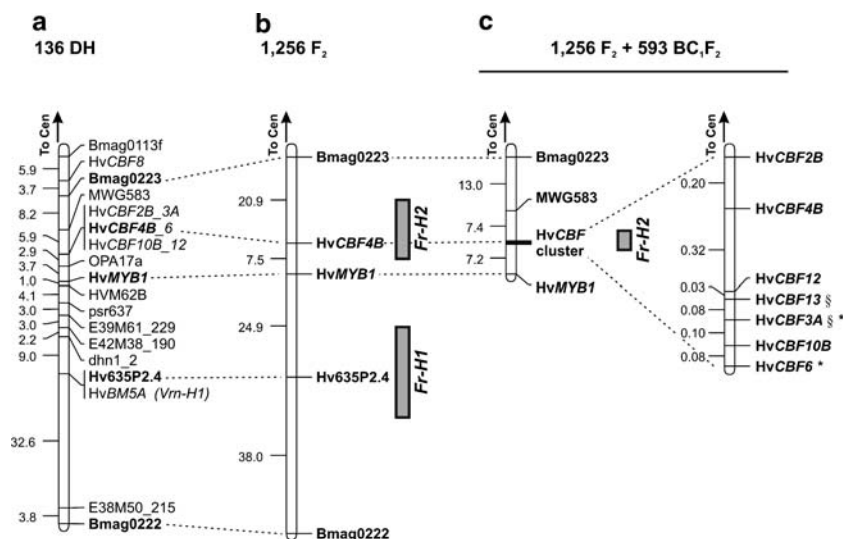 a
136 DH
b
1,256 F2
c
1,256 F2 + 593 BC1F2
To Cen
Bmag0113f
HvCBF8
Bmag0223
MWG583
HvCBF2B_3A
HvCBF4B_6
HvCBF10B_12
OPA17a
HvMYB1
HVM62B
psr637
E39M61_229
E42M38_190
dhn1_2
Hv635P2.4
HvBM5A (Vrn-H1)
E38M50_215
Bmag0222
5.9
3.7
8.2
5.9
2.9
3.7
1.0
4.1
3.0
3.0
2.2
9.0
32.6
3.8
To Cen
Bmag0223
HvCBF4B
HvMYB1
Hv635P2.4
Bmag0222
20.9
7.5
24.9
38.0
Fr-H2
Fr-H1
To Cen
Bmag0223
MWG583
HvCBF
cluster
HvMYB1
13.0
7.4
7.2
Fr-H2
To Cen
HvCBF2B
HvCBF4B
HvCBF12
HvCBF13 §
HvCBF3A § *
HvCBF10B
HvCBF6 *
0.20
0.32
0.03
0.08
0.10
0.08